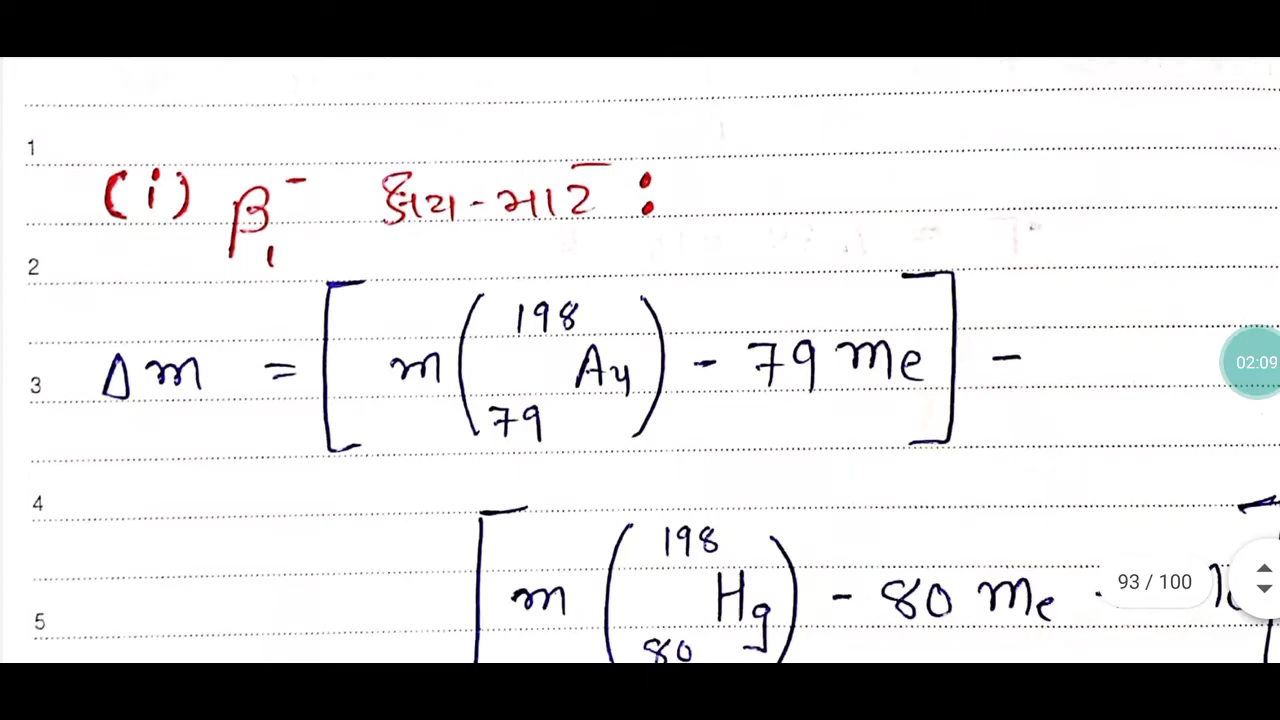 1
(i) β₁⁻ ક્ષય-માટે :
2
Δm = [ m ( ¹⁹⁸₇₉Au ) - 79 me ] -
3
02:09
4
[ m ( ¹⁹⁸₈₀Hg ) - 80 me
93 / 100
5